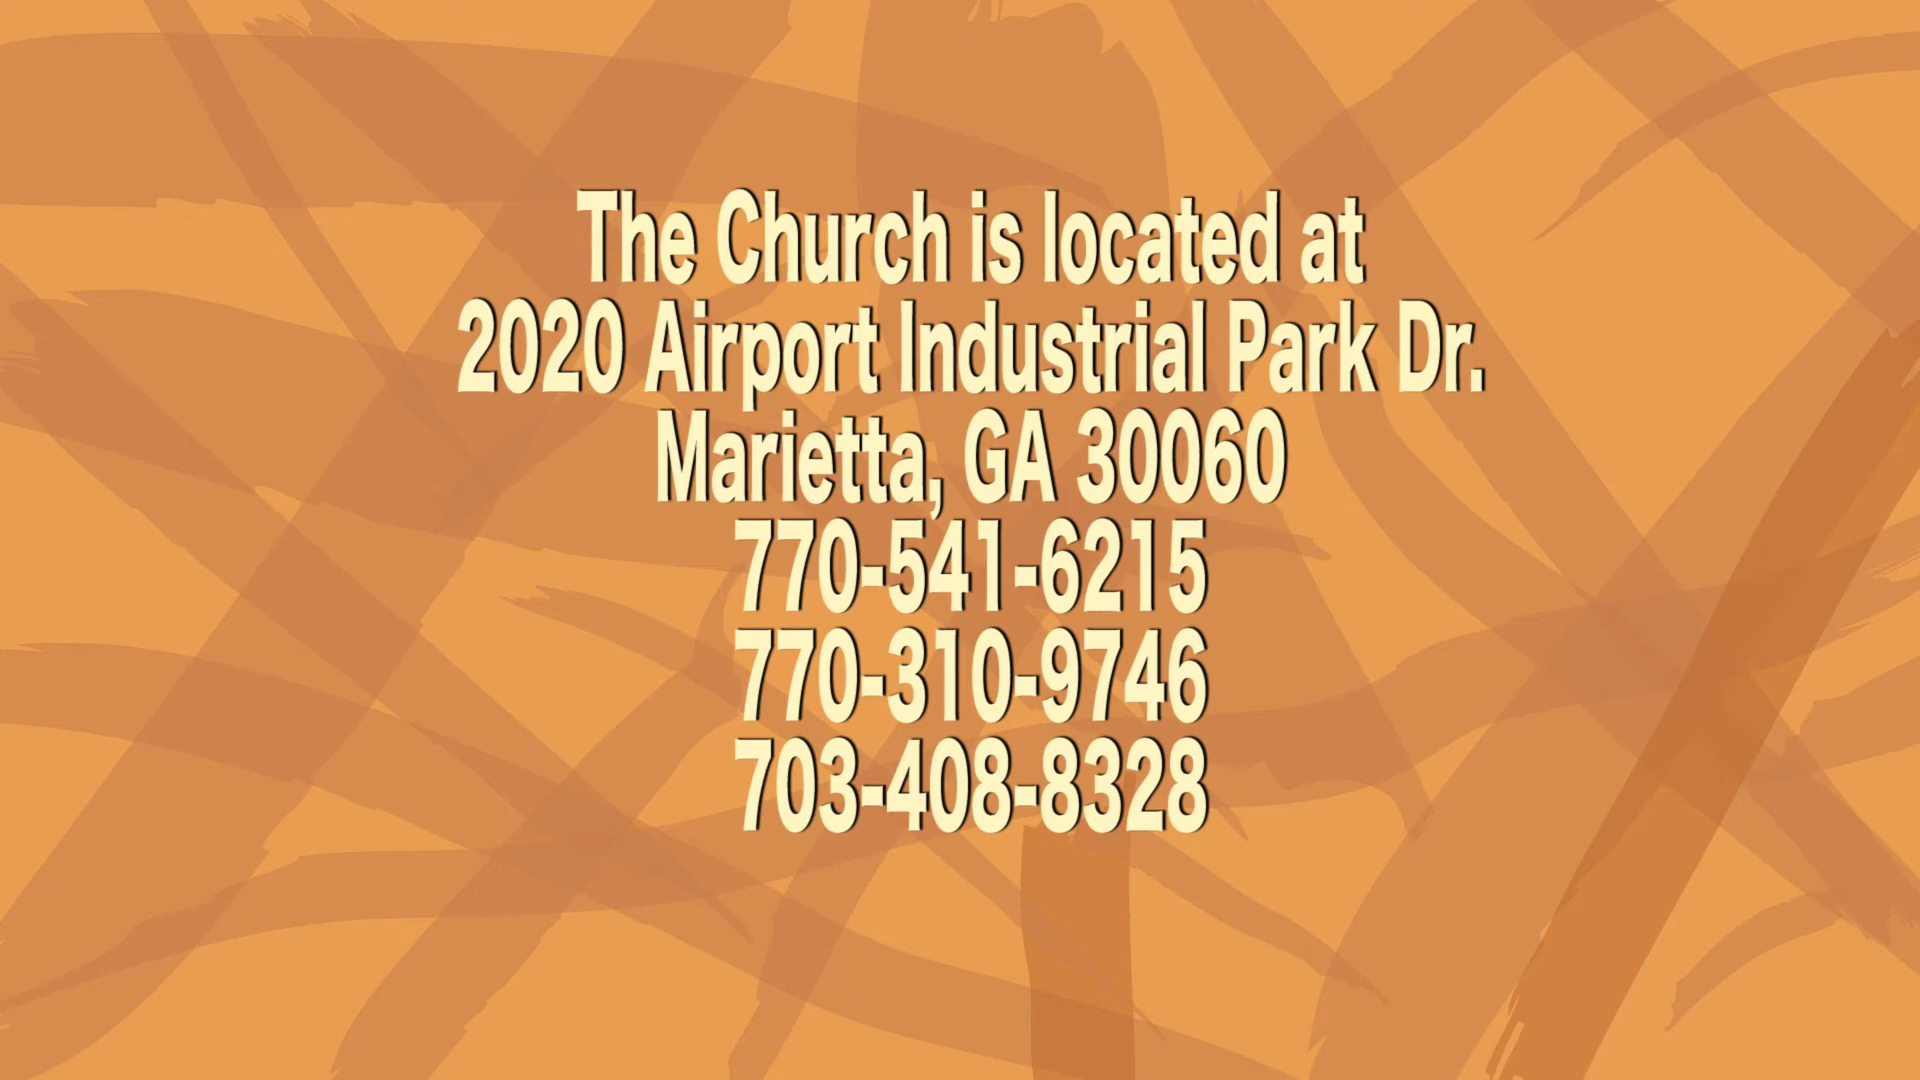 The Church is located at
2020 Airport Industrial Park Dr.
Marietta, GA 30060
770-541-6215
770-310-9746
703-408-8328